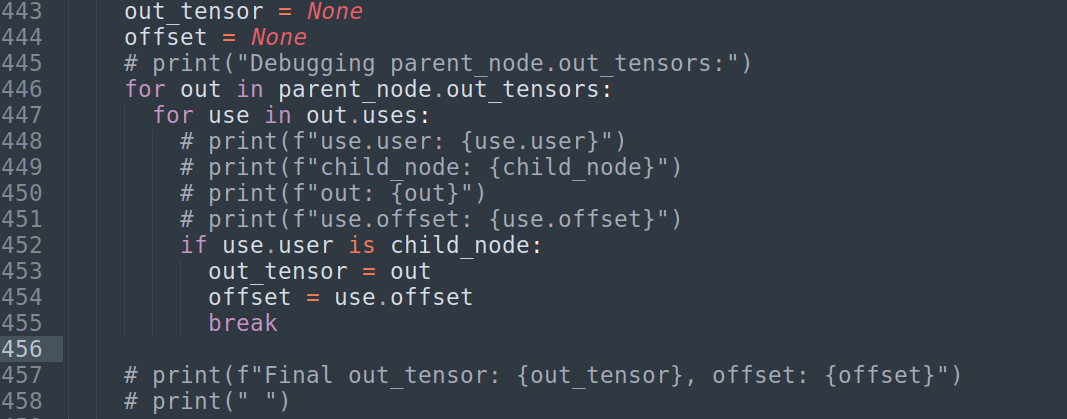 443 out_tensor = None
444 offset = None
445 # print("Debugging parent_node.out_tensors:")
446 for out in parent_node.out_tensors:
447 for use in out.uses:
448 # print(f"use.user: {use.user}")
449 # print(f"child_node: {child_node}")
450 # print(f"out: {out}")
451 # print(f"use.offset: {use.offset}")
452 if use.user is child_node:
453 out_tensor = out
454 offset = use.offset
455 break
456
457 # print(f"Final out_tensor: {out_tensor}, offset: {offset}")
458 # print(" ")